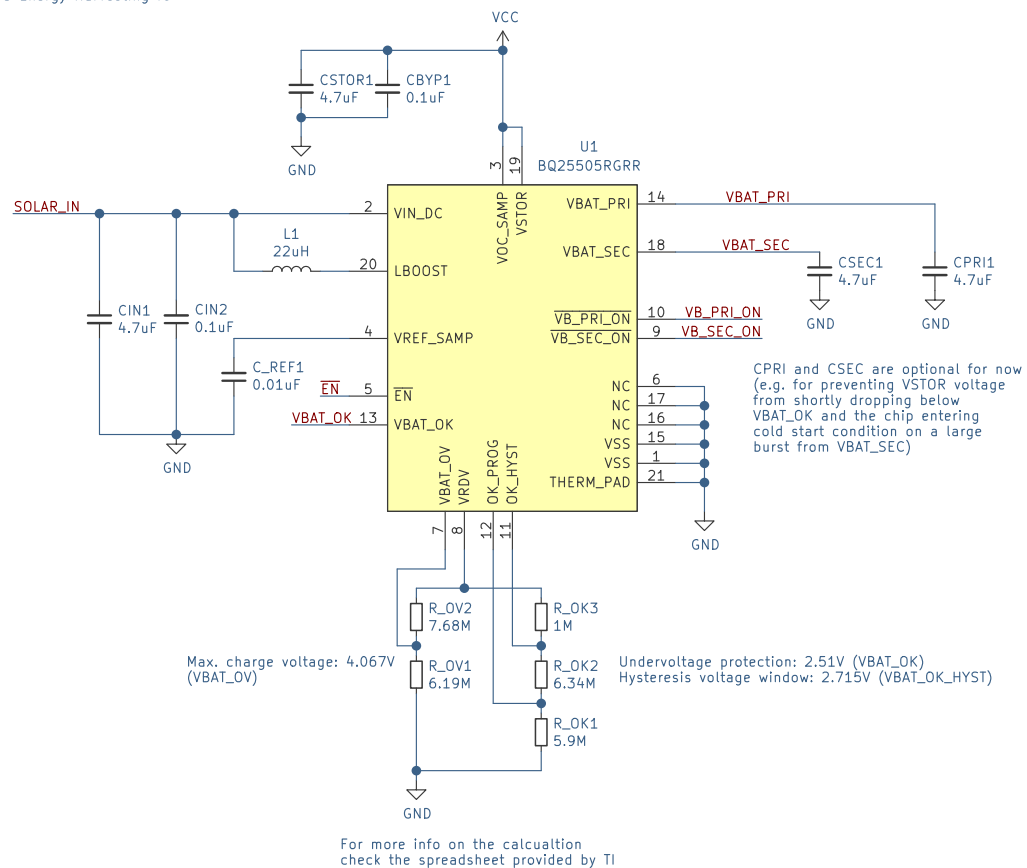 VCC
CSTOR1
4.7uF
CBYP1
0.1uF
GND
U1
BQ25505RGRR
3
19
VOC_SAMP
VSTOR
SOLAR_IN
2
VIN_DC
L1
22uH
20
LBOOST
CIN1
4.7uF
CIN2
0.1uF
4
VREF_SAMP
C_REF1
0.01uF
EN
5
EN
VBAT_OK
13
VBAT_OK
GND
VBAT_PRI
14
VBAT_PRI
VBAT_SEC
18
VBAT_SEC
CSEC1
4.7uF
GND
CPRI1
4.7uF
GND
VB_PRI_ON
10
VB_PRI_ON
VB_SEC_ON
9
VB_SEC_ON
CPRI and CSEC are optional for now
(e.g. for preventing VSTOR voltage
from shortly dropping below
VBAT_OK and the chip entering
cold start condition on a large
burst from VBAT_SEC)
NC
6
NC
17
NC
16
VSS
15
VSS
1
THERM_PAD
21
GND
VBAT_OV
VRDV
OK_PROG
OK_HYST
7
8
12
11
R_OV2
7.68M
R_OK3
1M
Max. charge voltage: 4.067V
(VBAT_OV)
R_OV1
6.19M
R_OK2
6.34M
Undervoltage protection: 2.51V (VBAT_OK)
Hysteresis voltage window: 2.715V (VBAT_OK_HYST)
R_OK1
5.9M
GND
For more info on the calcualtion
check the spreadsheet provided by TI